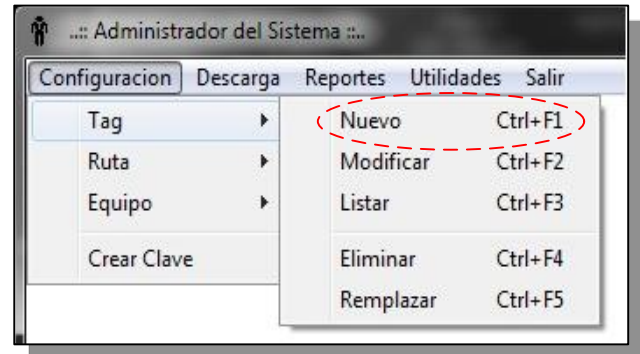 ..:: Administrador del Sistema ::..
Configuracion Descarga Reportes Utilidades Salir
Tag
Ruta
Equipo
Crear Clave
Nuevo Ctrl+F1
Modificar Ctrl+F2
Listar Ctrl+F3
Eliminar Ctrl+F4
Remplazar Ctrl+F5